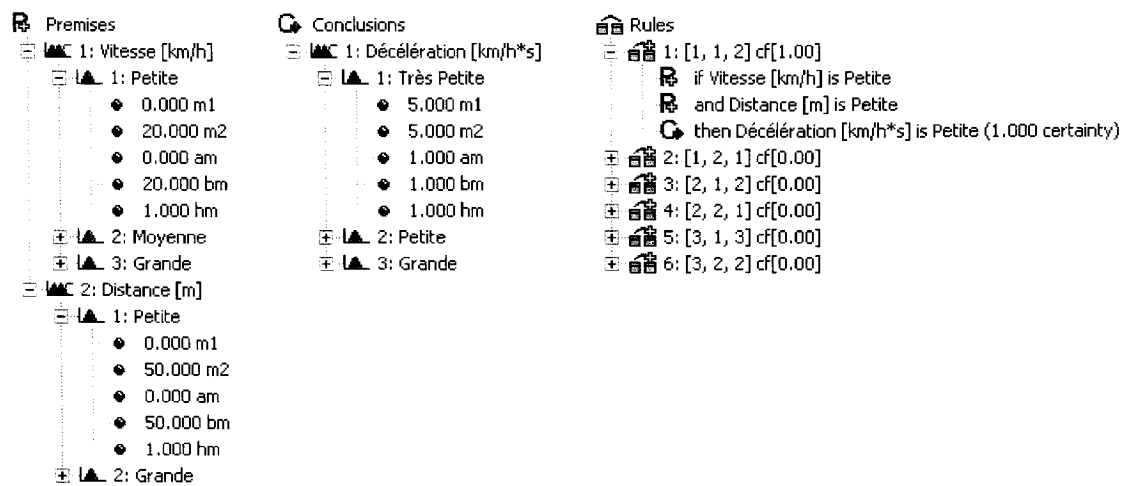 Premises
1: Vitesse [km/h]
1: Petite
0.000 m1
20.000 m2
0.000 am
20.000 bm
1.000 hm
2: Moyenne
3: Grande
2: Distance [m]
1: Petite
0.000 m1
50.000 m2
0.000 am
50.000 bm
1.000 hm
2: Grande
Conclusions
1: Décélération [km/h*s]
1: Très Petite
5.000 m1
5.000 m2
1.000 am
1.000 bm
1.000 hm
2: Petite
3: Grande
Rules
1: [1, 1, 2] cf[1.00]
if Vitesse [km/h] is Petite
and Distance [m] is Petite
then Décélération [km/h*s] is Petite (1.000 certainty)
2: [1, 2, 1] cf[0.00]
3: [2, 1, 2] cf[0.00]
4: [2, 2, 1] cf[0.00]
5: [3, 1, 3] cf[0.00]
6: [3, 2, 2] cf[0.00]